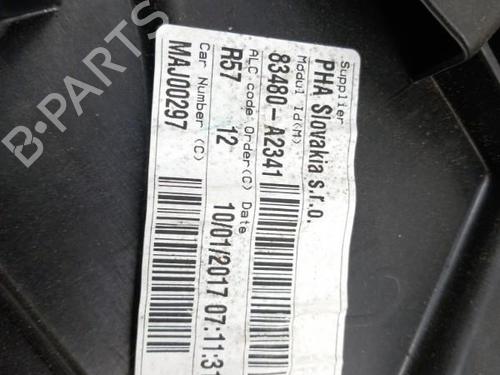 Supplier
PHA Slovakia s.r.o.
Modul Id(M)
83480-A2341
ALC-code Order(C) Date
R57 12 10/01/2017 07:11:31
Car Number (C)
MAJ00297
B-PARTS